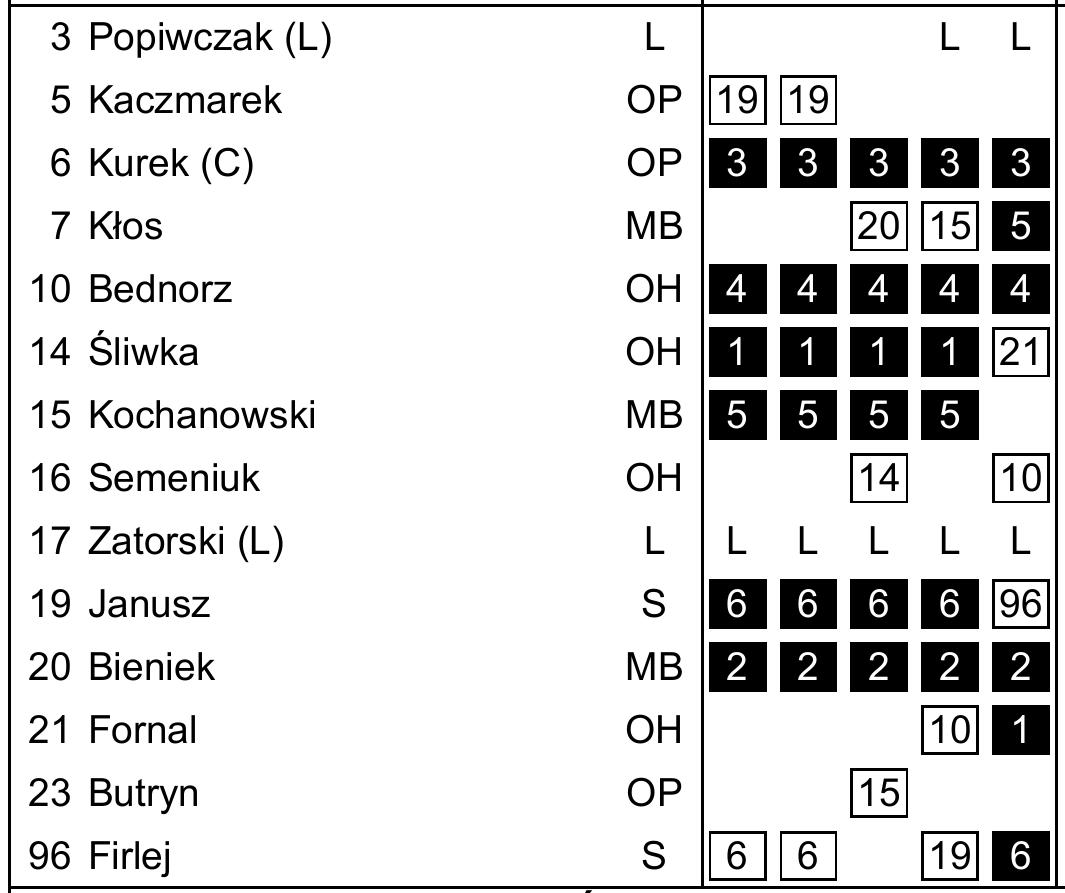 3 Popiwczak (L) L L L
5 Kaczmarek OP 19 19
6 Kurek (C) OP 3 3 3 3 3
7 Kłos MB 20 15 5
10 Bednorz OH 4 4 4 4 4
14 Śliwka OH 1 1 1 1 21
15 Kochanowski MB 5 5 5 5
16 Semeniuk OH 14 10
17 Zatorski (L) L L L L L L
19 Janusz S 6 6 6 6 96
20 Bieniek MB 2 2 2 2 2
21 Fornal OH 10 1
23 Butryn OP 15
96 Firlej S 6 6 19 6